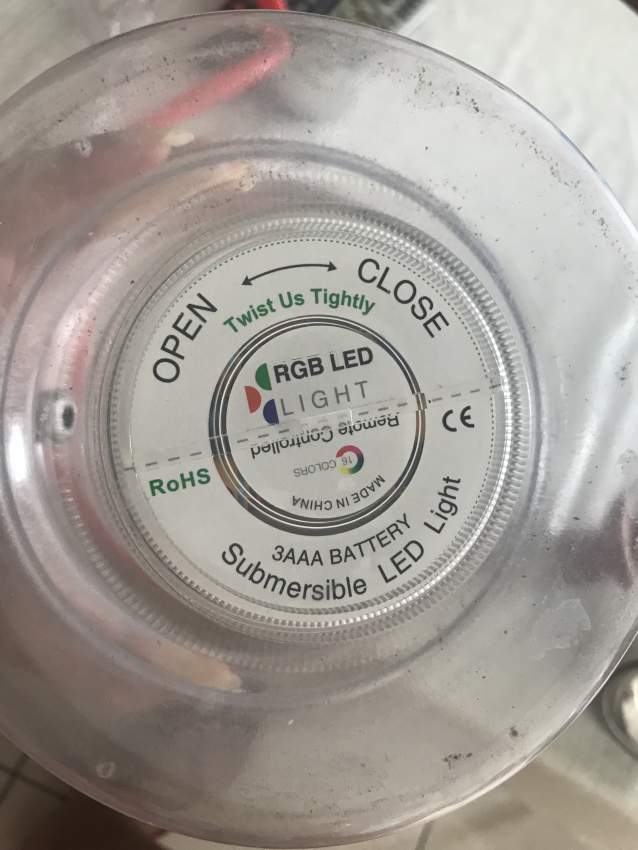 OPEN
CLOSE
Twist Us Tightly
RGB LED
LIGHT
Remote Controlled
16 COLORS
MADE IN CHINA
CE
RoHS
3AAA BATTERY
Submersible LED Light